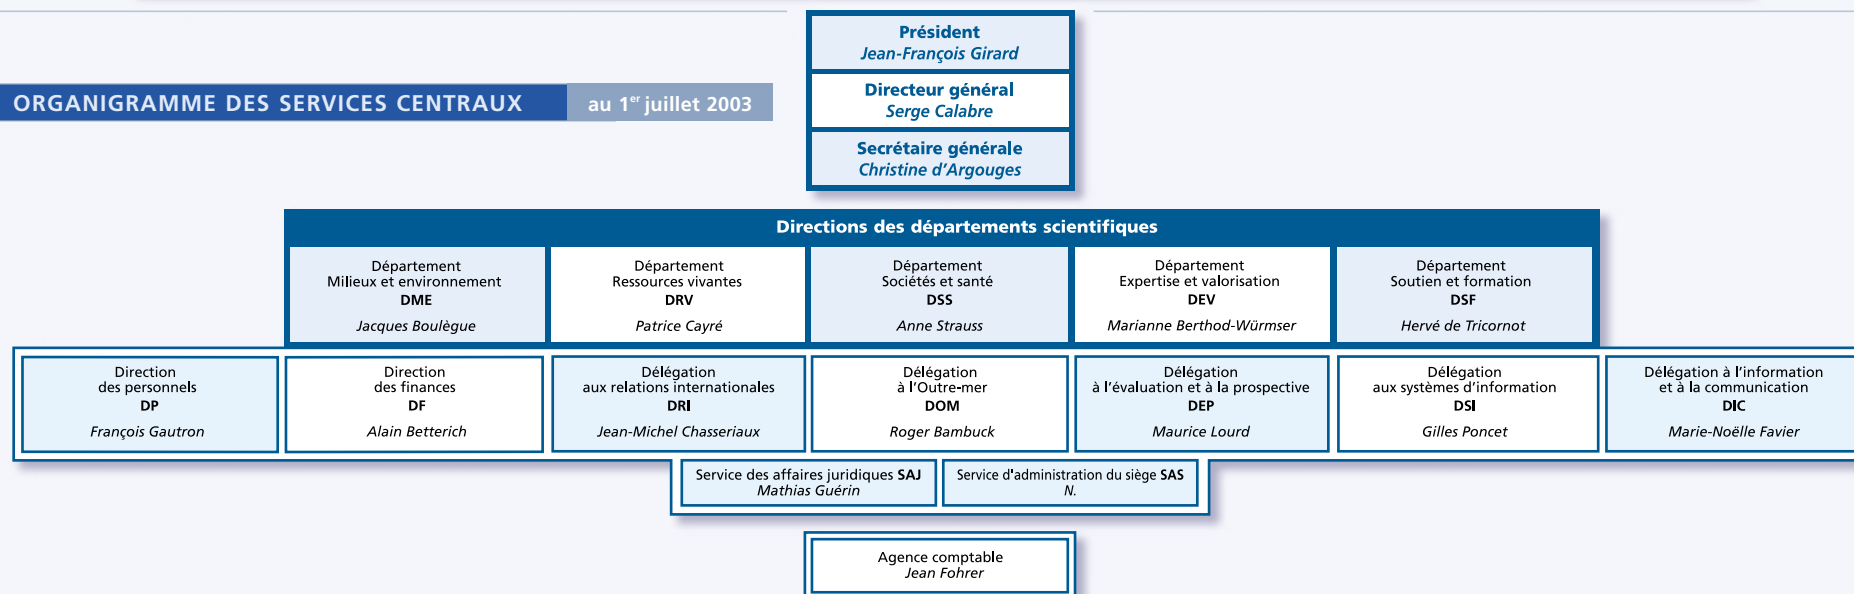 Président
Jean-François Girard
Directeur général
Serge Calabre
Secrétaire générale
Christine d'Argouges
ORGANIGRAMME DES SERVICES CENTRAUX au 1er juillet 2003
Directions des départements scientifiques
Département
Milieux et environnement
DME
Jacques Boulègue
Département
Ressources vivantes
DRV
Patrice Cayré
Département
Sociétés et santé
DSS
Anne Strauss
Département
Expertise et valorisation
DEV
Marianne Berthod-Würmser
Département
Soutien et formation
DSF
Hervé de Tricornot
Direction
des personnels
DP
François Gautron
Direction
des finances
DF
Alain Betterich
Délégation
aux relations internationales
DRI
Jean-Michel Chasseriaux
Délégation
à l'Outre-mer
DOM
Roger Bambuck
Délégation
à l'évaluation et à la prospective
DEP
Maurice Lourd
Délégation
aux systèmes d'information
DSI
Gilles Poncet
Délégation à l'information
et à la communication
DIC
Marie-Noëlle Favier
Service des affaires juridiques SAJ
Mathias Guérin
Service d'administration du siège SAS
N.
Agence comptable
Jean Fohrer